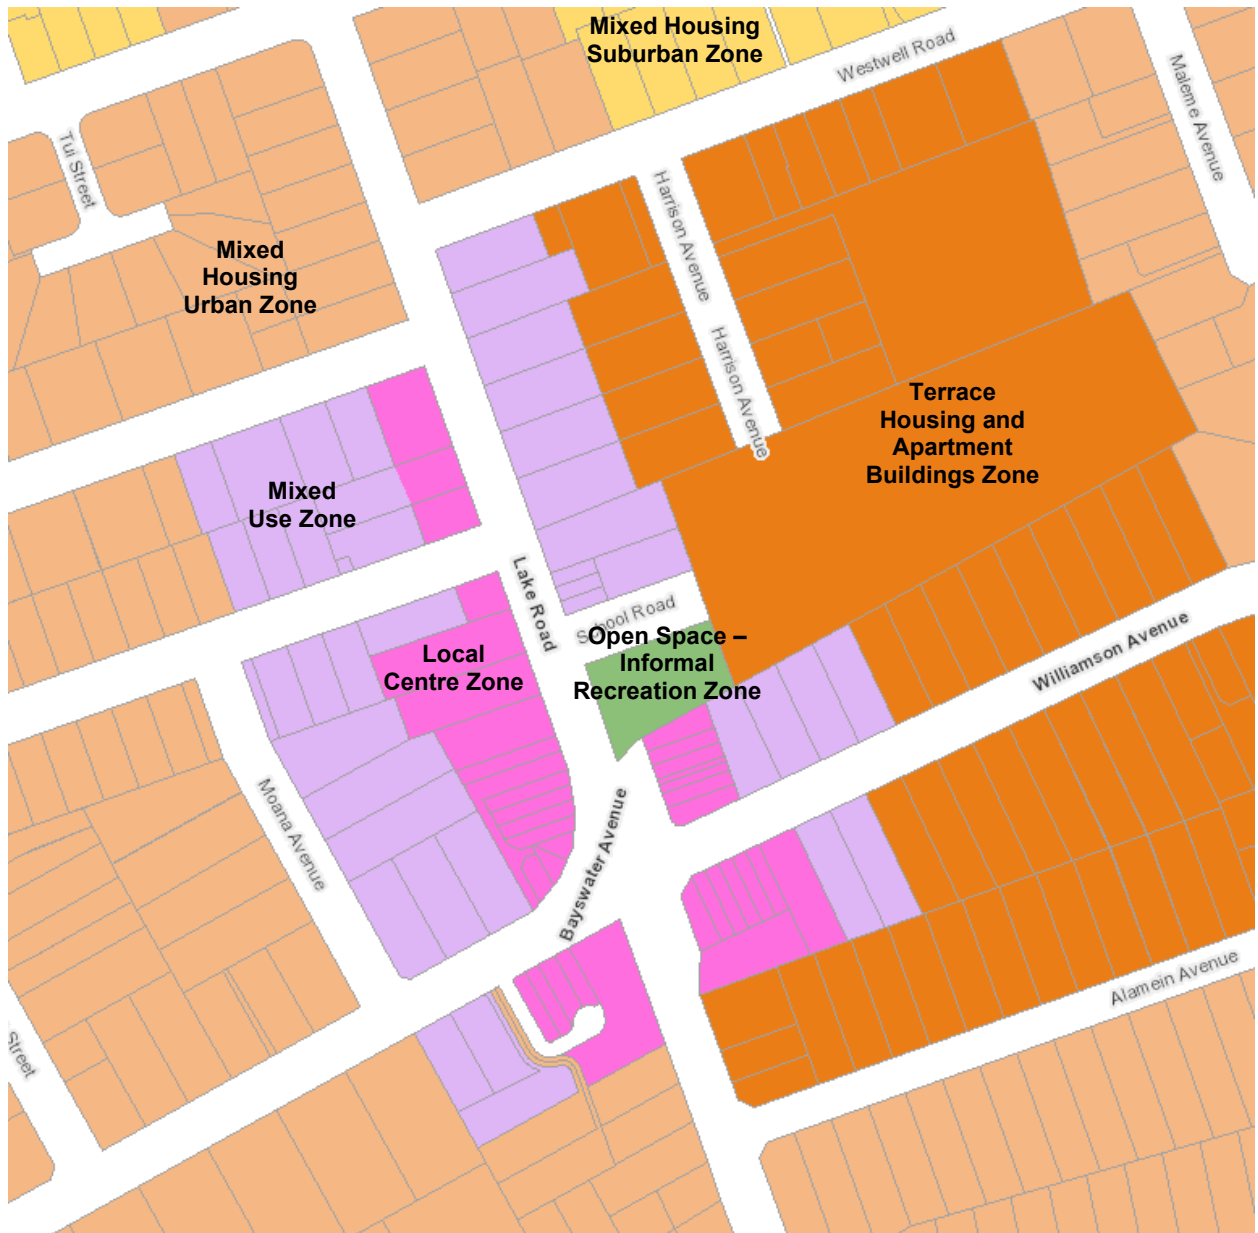 Mixed Housing
Suburban Zone
Westwell Road
Maleme Avenue
Tui Street
Harrison Avenue
Mixed
Housing
Urban Zone
Harrison Avenue
Terrace
Housing and
Apartment
Buildings Zone
Mixed
Use Zone
Lake Road
School Road
Open Space –
Informal
Recreation Zone
Local
Centre Zone
Williamson Avenue
Moana Avenue
Bayswater Avenue
Alamein Avenue
Street